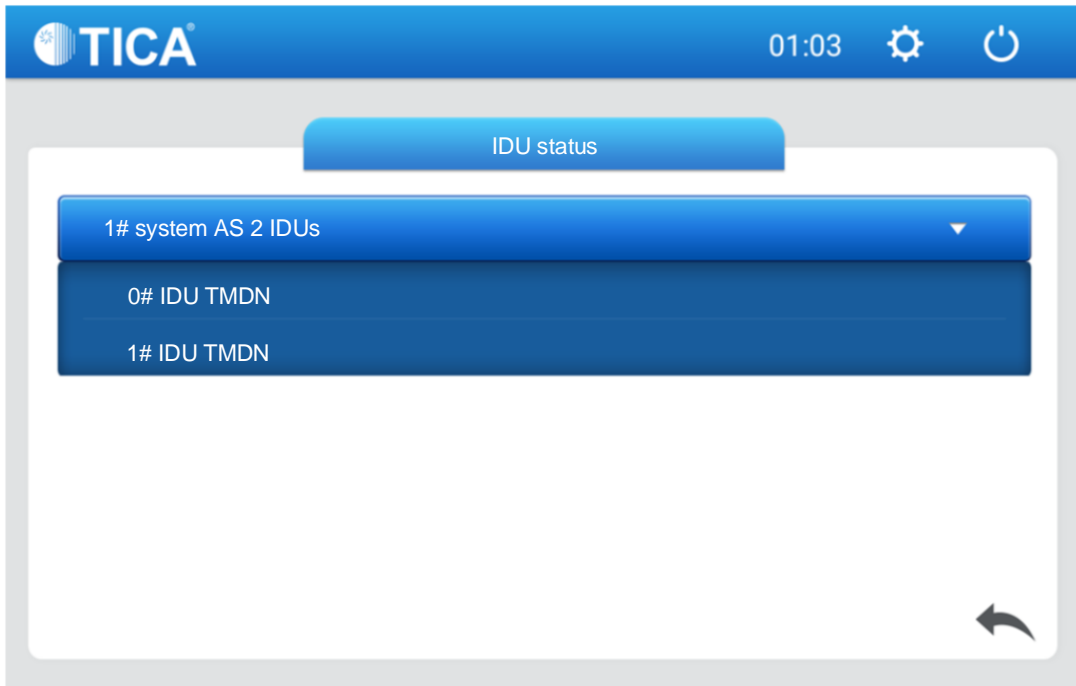 TICA®
01:03
IDU status
1# system AS 2 IDUs
0# IDU TMDN
1# IDU TMDN